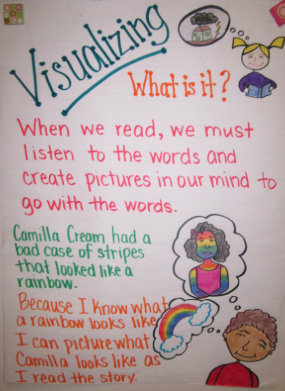 Visualizing
What is it?
When we read, we must
listen to the words and
create pictures in our mind to
go with the words.
Camilla Cream had a
bad case of stripes
that looked like a
rainbow.
Because I know what
a rainbow looks like
I can picture what
Camilla looks like as
I read the story.